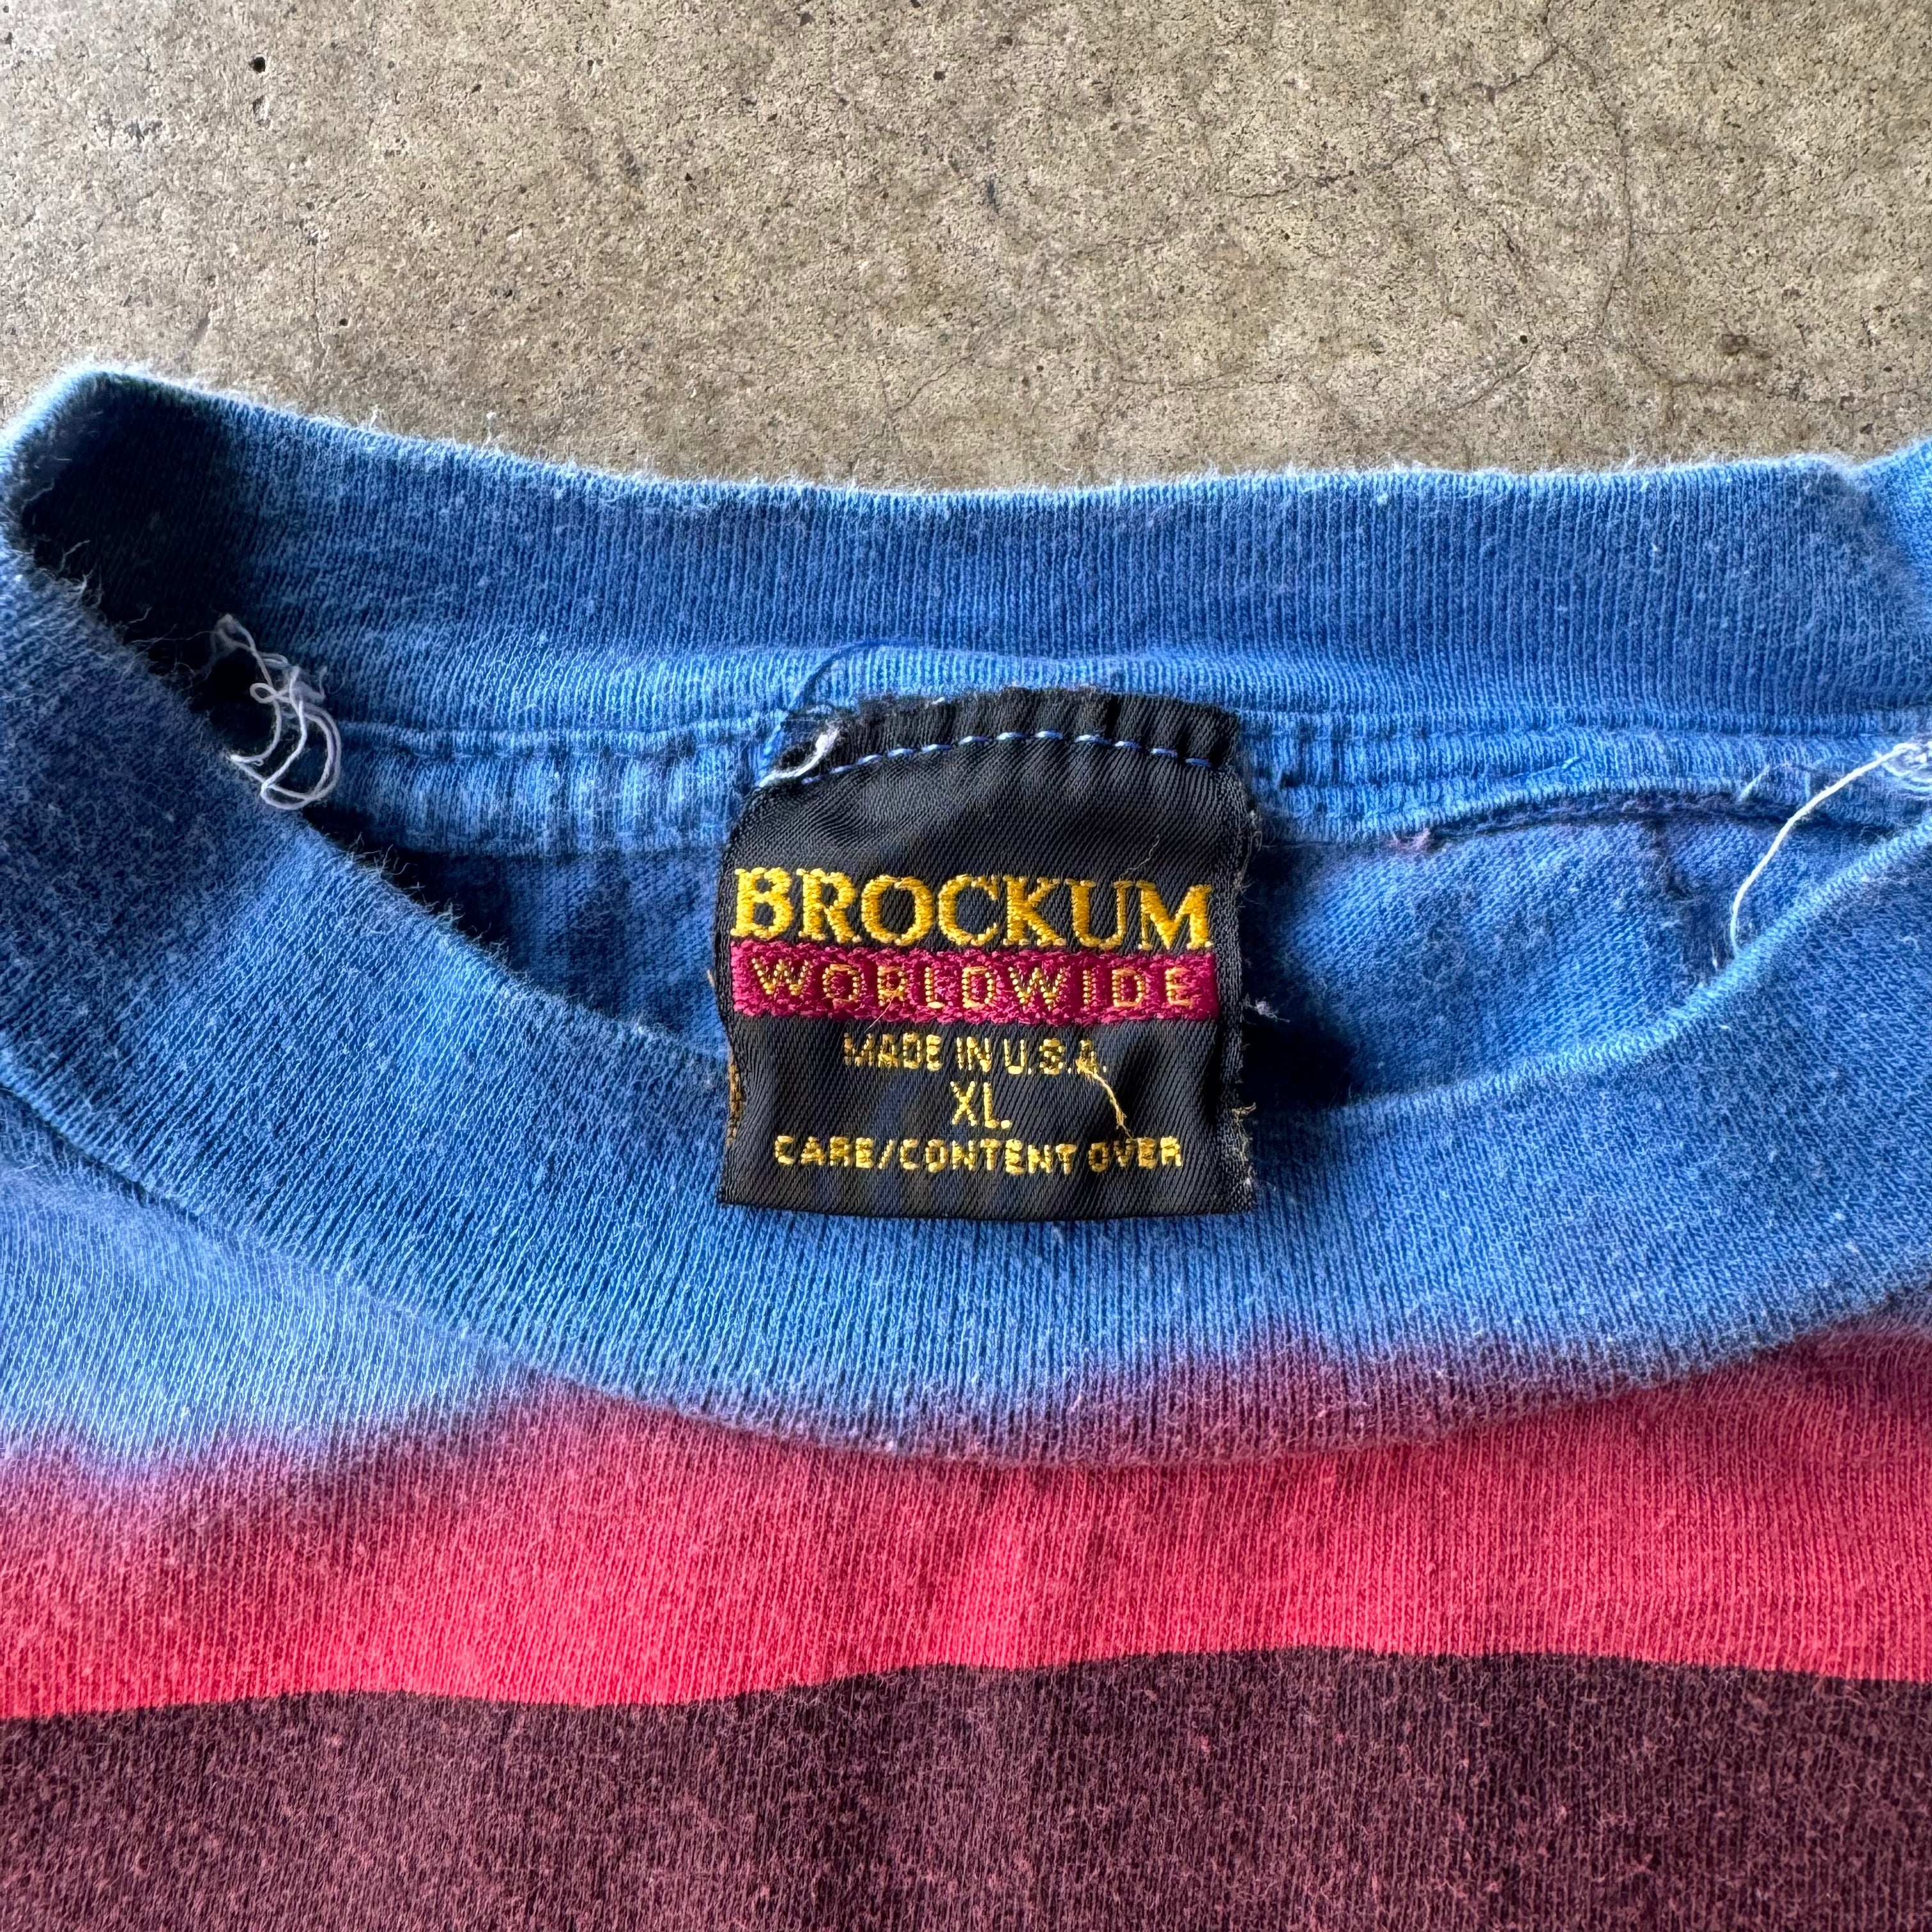 BROCKUM
WORLDWIDE
MADE IN U.S.A.
XL.
CARE/CONTENT OVER